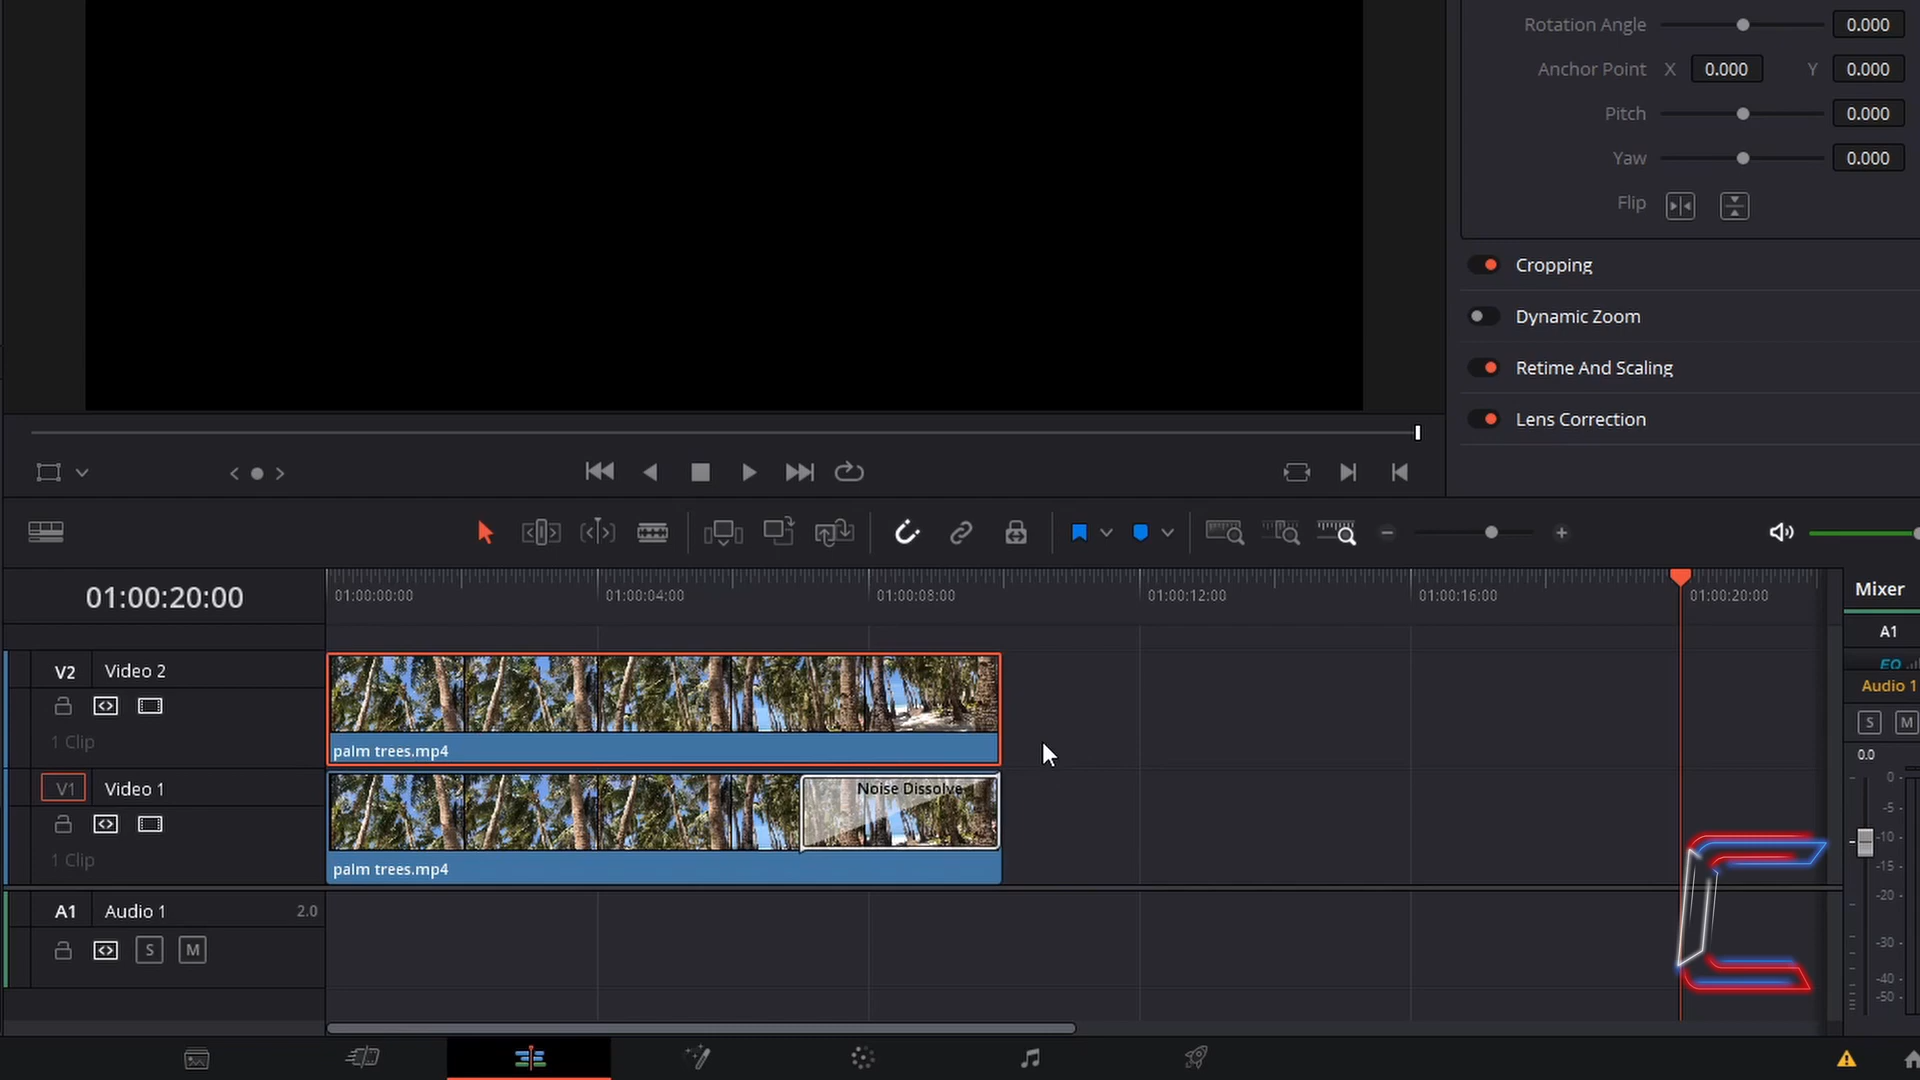 Rotation Angle 0.000
Anchor Point X 0.000 Y 0.000
Pitch 0.000
Yaw 0.000
Flip
Cropping
Dynamic Zoom
Retime And Scaling
Lens Correction
01:00:20:00
01:00:00:00 01:00:04:00 01:00:08:00 01:00:12:00 01:00:16:00 01:00:20:00
Mixer
A1
EQ
Audio 1
S M
0.0
0
-5
-10
-15
-20
-30
-40
-50
V2 Video 2
1 Clip
palm trees.mp4
V1 Video 1
Noise Dissolve
1 Clip
palm trees.mp4
A1 Audio 1 2.0
S M